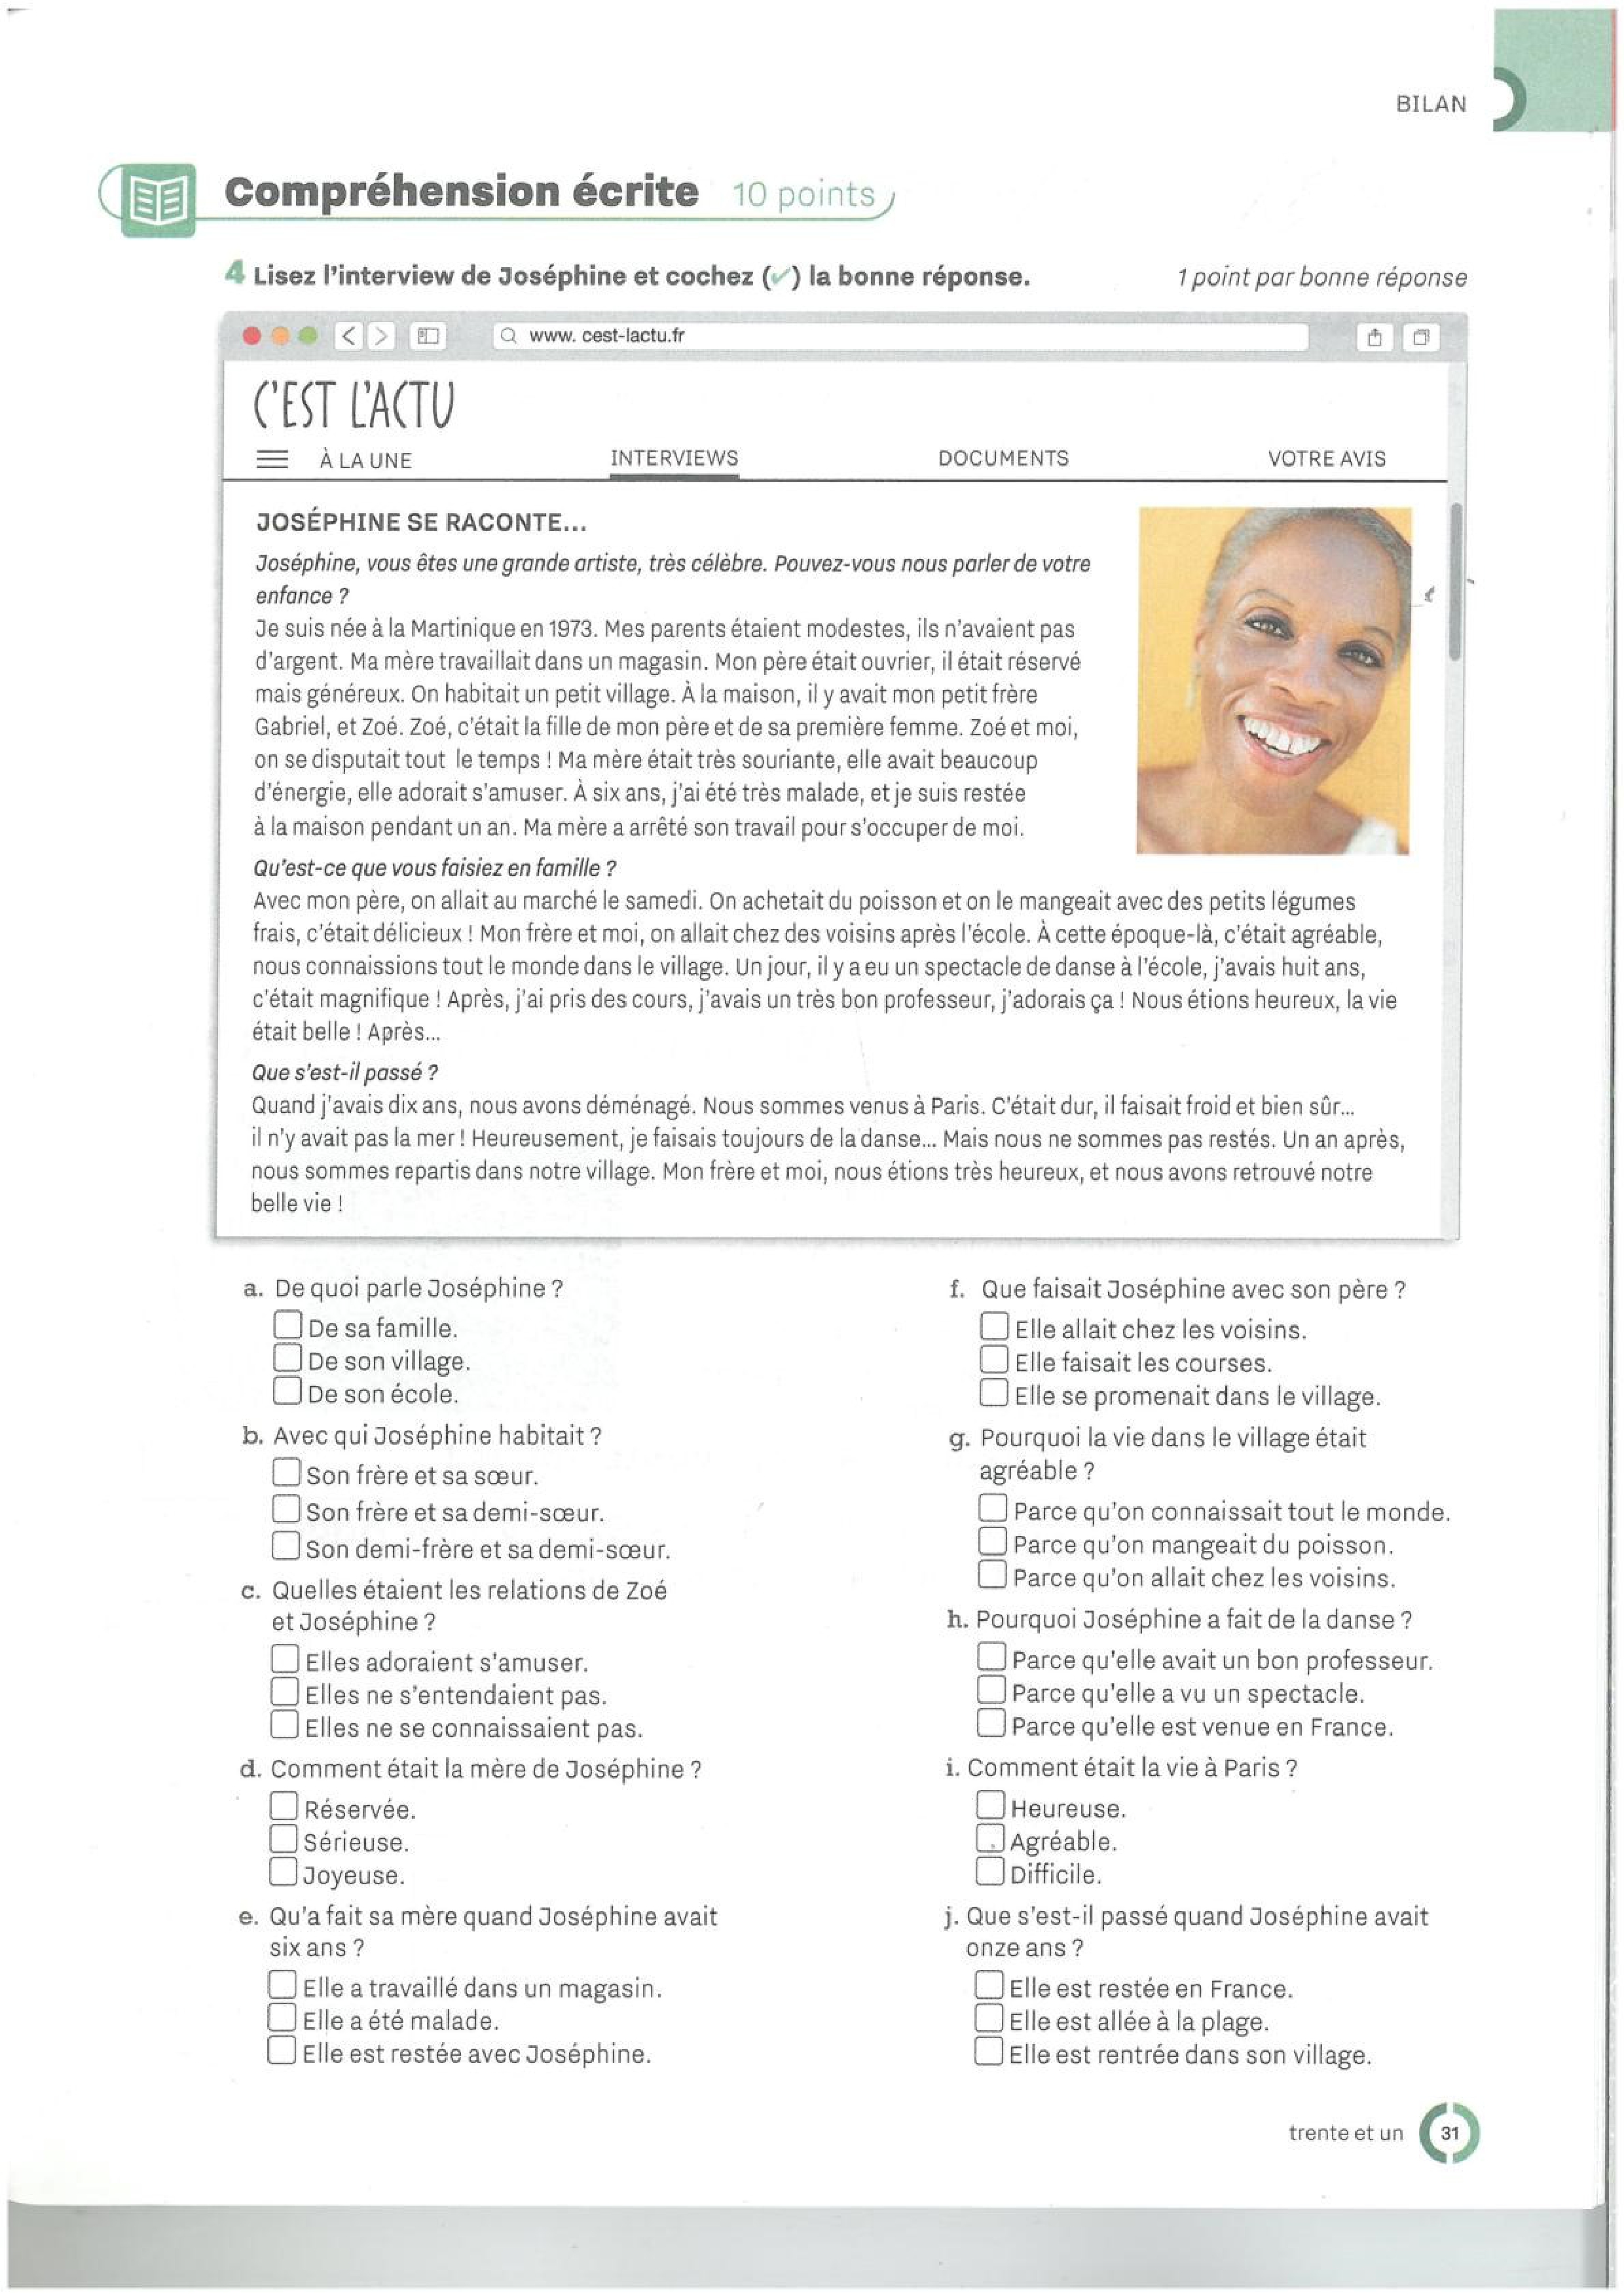 BILAN
Compréhension écrite 10 points
4 Lisez l'interview de Joséphine et cochez (✓) la bonne réponse. 1 point par bonne réponse
www. cest-lactu.fr
C'EST L'ACTU
À LA UNE INTERVIEWS DOCUMENTS VOTRE AVIS
JOSÉPHINE SE RACONTE...
Joséphine, vous êtes une grande artiste, très célèbre. Pouvez-vous nous parler de votre
enfance ?
Je suis née à la Martinique en 1973. Mes parents étaient modestes, ils n'avaient pas
d'argent. Ma mère travaillait dans un magasin. Mon père était ouvrier, il était réservé
mais généreux. On habitait un petit village. À la maison, il y avait mon petit frère
Gabriel, et Zoé. Zoé, c'était la fille de mon père et de sa première femme. Zoé et moi,
on se disputait tout le temps ! Ma mère était très souriante, elle avait beaucoup
d'énergie, elle adorait s'amuser. À six ans, j'ai été très malade, et je suis restée
à la maison pendant un an. Ma mère a arrêté son travail pour s'occuper de moi.
Qu'est-ce que vous faisiez en famille ?
Avec mon père, on allait au marché le samedi. On achetait du poisson et on le mangeait avec des petits légumes
frais, c'était délicieux ! Mon frère et moi, on allait chez des voisins après l'école. À cette époque-là, c'était agréable,
nous connaissions tout le monde dans le village. Un jour, il y a eu un spectacle de danse à l'école, j'avais huit ans,
c'était magnifique ! Après, j'ai pris des cours, j'avais un très bon professeur, j'adorais ça ! Nous étions heureux, la vie
était belle ! Après...
Que s'est-il passé ?
Quand j'avais dix ans, nous avons déménagé. Nous sommes venus à Paris. C'était dur, il faisait froid et bien sûr...
il n'y avait pas la mer ! Heureusement, je faisais toujours de la danse... Mais nous ne sommes pas restés. Un an après,
nous sommes repartis dans notre village. Mon frère et moi, nous étions très heureux, et nous avons retrouvé notre
belle vie !
a. De quoi parle Joséphine ?
De sa famille.
De son village.
De son école.
b. Avec qui Joséphine habitait ?
Son frère et sa sœur.
Son frère et sa demi-sœur.
Son demi-frère et sa demi-sœur.
c. Quelles étaient les relations de Zoé
et Joséphine ?
Elles adoraient s'amuser.
Elles ne s'entendaient pas.
Elles ne se connaissaient pas.
d. Comment était la mère de Joséphine ?
Réservée.
Sérieuse.
Joyeuse.
e. Qu'a fait sa mère quand Joséphine avait
six ans ?
Elle a travaillé dans un magasin.
Elle a été malade.
Elle est restée avec Joséphine.
f. Que faisait Joséphine avec son père ?
Elle allait chez les voisins.
Elle faisait les courses.
Elle se promenait dans le village.
g. Pourquoi la vie dans le village était
agréable ?
Parce qu'on connaissait tout le monde.
Parce qu'on mangeait du poisson.
Parce qu'on allait chez les voisins.
h. Pourquoi Joséphine a fait de la danse ?
Parce qu'elle avait un bon professeur.
Parce qu'elle a vu un spectacle.
Parce qu'elle est venue en France.
i. Comment était la vie à Paris ?
Heureuse.
Agréable.
Difficile.
j. Que s'est-il passé quand Joséphine avait
onze ans ?
Elle est restée en France.
Elle est allée à la plage.
Elle est rentrée dans son village.
trente et un 31